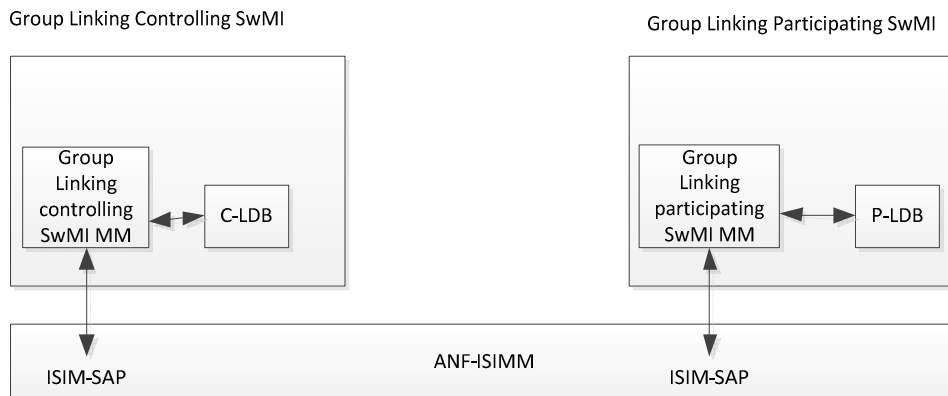 Group Linking Controlling SwMI
Group Linking Participating SwMI
Group
Linking
controlling
SwMI MM
C-LDB
Group
Linking
participating
SwMI MM
P-LDB
ANF-ISIMM
ISIM-SAP
ISIM-SAP